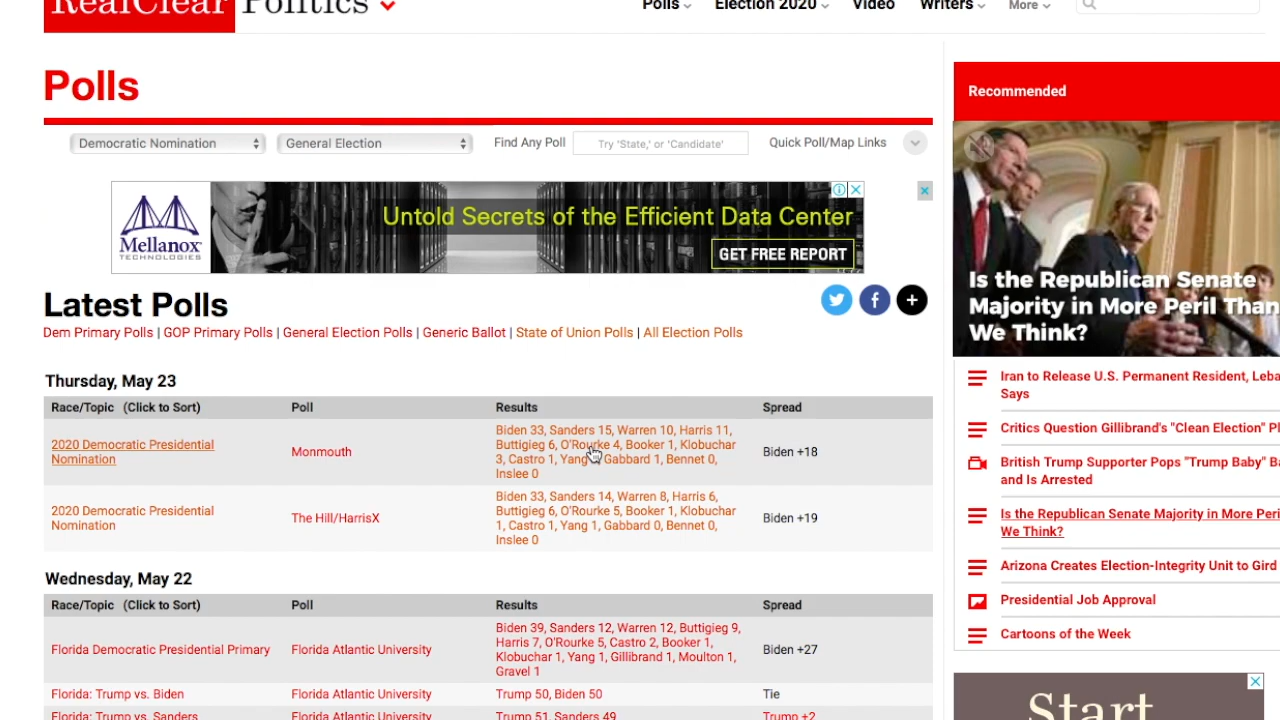 RealClear Politics
Polls Election 2020 Video Writers More
Polls
Democratic Nomination General Election Find Any Poll Try 'State,' or 'Candidate' Quick Poll/Map Links
Mellanox
TECHNOLOGIES
Untold Secrets of the Efficient Data Center
GET FREE REPORT
Latest Polls
Dem Primary Polls | GOP Primary Polls | General Election Polls | Generic Ballot | State of Union Polls | All Election Polls
Thursday, May 23
Race/Topic (Click to Sort) Poll Results Spread
2020 Democratic Presidential Nomination
Monmouth
Biden 33, Sanders 15, Warren 10, Harris 11,
Buttigieg 6, O'Rourke 4, Booker 1, Klobuchar
3, Castro 1, Yang Gabbard 1, Bennet 0,
Inslee 0
Biden +18
2020 Democratic Presidential
Nomination
The Hill/HarrisX
Biden 33, Sanders 14, Warren 8, Harris 6,
Buttigieg 6, O'Rourke 5, Booker 1, Klobuchar
1, Castro 1, Yang 1, Gabbard 0, Bennet 0,
Inslee 0
Biden +19
Wednesday, May 22
Race/Topic (Click to Sort) Poll Results Spread
Florida Democratic Presidential Primary
Florida Atlantic University
Biden 39, Sanders 12, Warren 12, Buttigieg 9,
Harris 7, O'Rourke 5, Castro 2, Booker 1,
Klobuchar 1, Yang 1, Gillibrand 1, Moulton 1,
Gravel 1
Biden +27
Florida: Trump vs. Biden Florida Atlantic University Trump 50, Biden 50 Tie
Florida: Trump vs. Sanders Florida Atlantic University Trump 51, Sanders 49 Trump +2
Recommended
Is the Republican Senate
Majority in More Peril Than
We Think?
Iran to Release U.S. Permanent Resident, Leba
Says
Critics Question Gillibrand's "Clean Election" Pl
British Trump Supporter Pops "Trump Baby" Ba
and Is Arrested
Is the Republican Senate Majority in More Peri
We Think?
Arizona Creates Election-Integrity Unit to Gird
Presidential Job Approval
Cartoons of the Week
Start